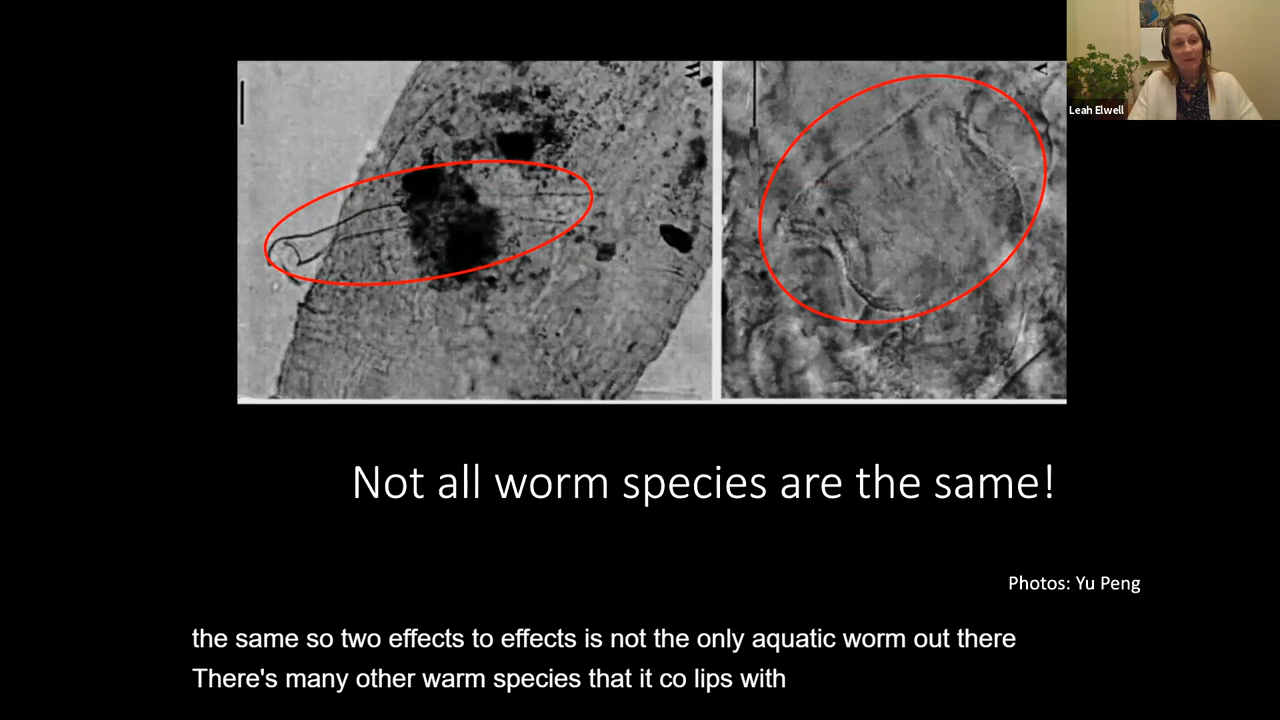 Leah Elwell
Not all worm species are the same!
Photos: Yu Peng
the same so two effects to effects is not the only aquatic worm out there
There's many other warm species that it co lips with